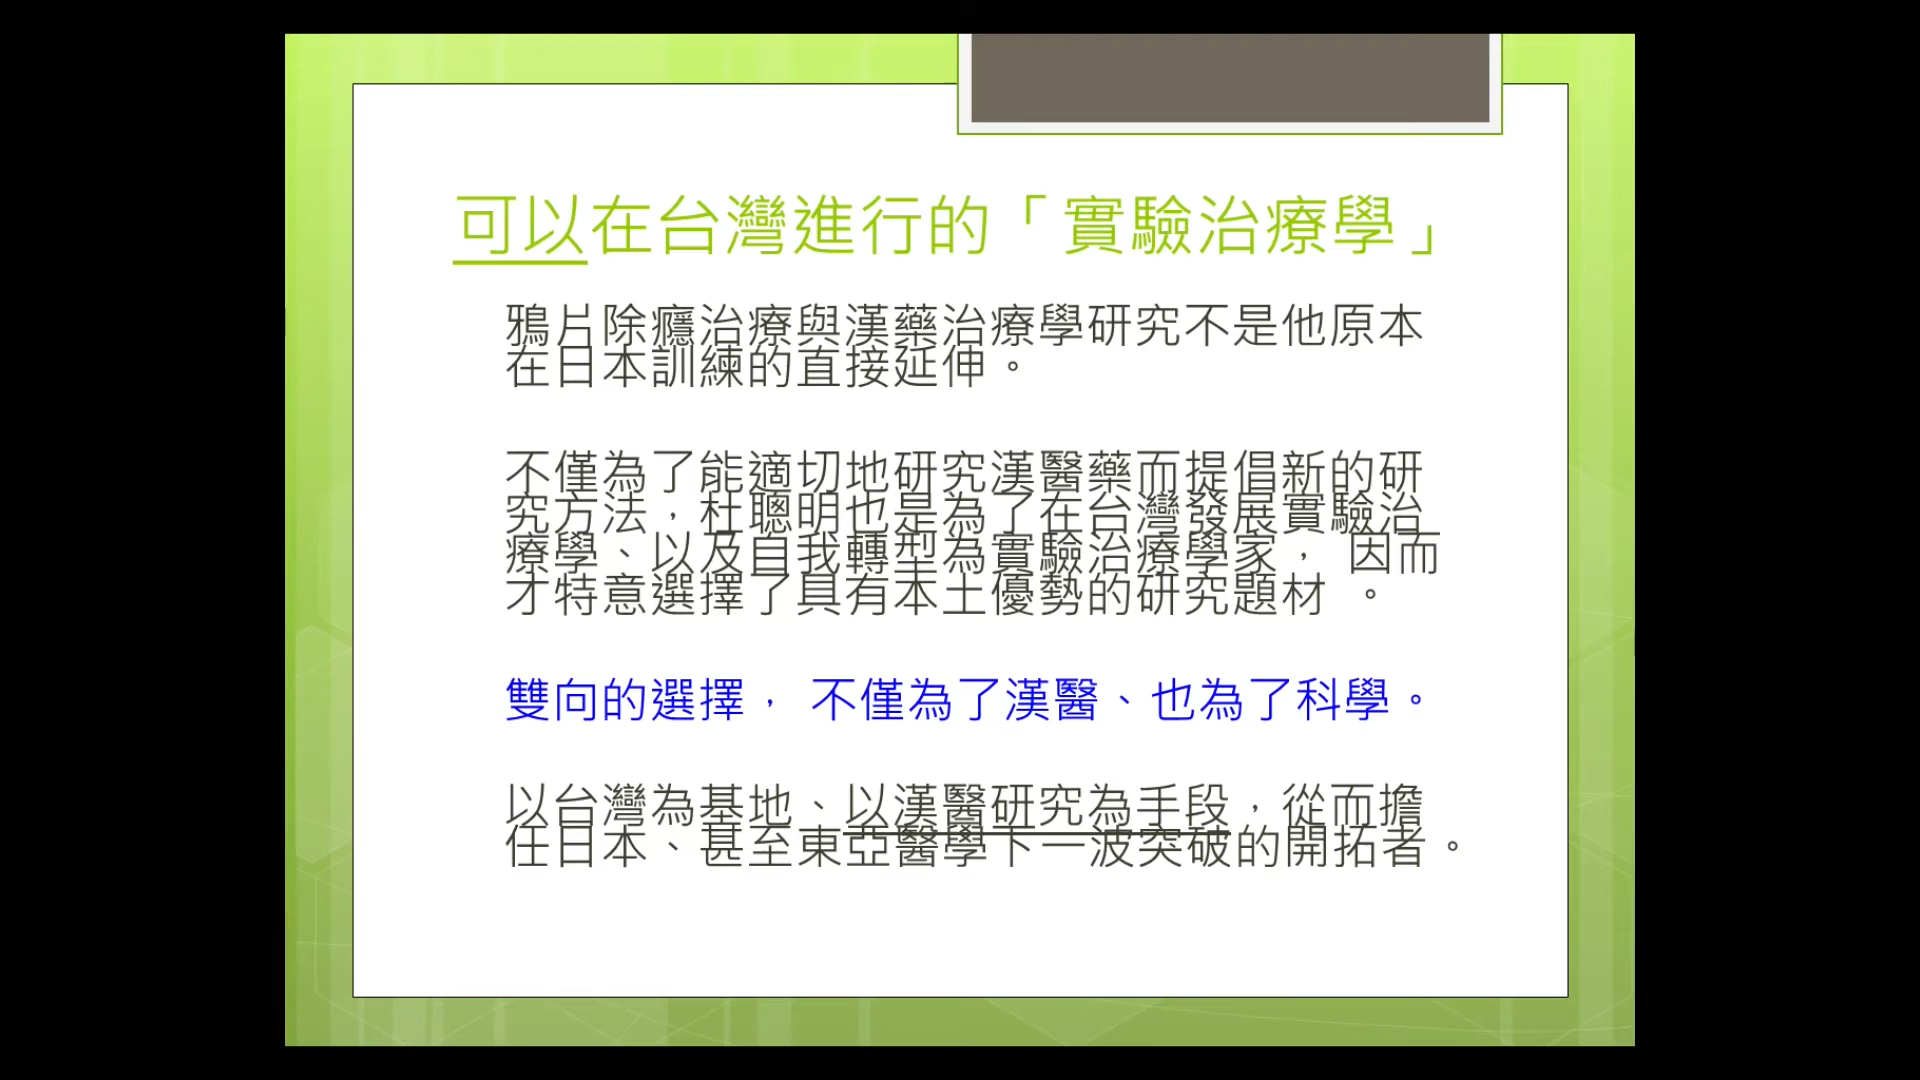 可以在台灣進行的「實驗治療學」
鴉片除癮治療與漢藥治療學研究不是他原本
在日本訓練的直接延伸。
不僅為了能適切地研究漢醫藥而提倡新的研
究方法，杜聰明也是為了在台灣發展實驗治
療學、以及自我轉型為實驗治療學家， 因而
才特意選擇了具有本土優勢的研究題材 。
雙向的選擇， 不僅為了漢醫、也為了科學。
以台灣為基地、以漢醫研究為手段，從而擔
任日本、甚至東亞醫學下一波突破的開拓者。